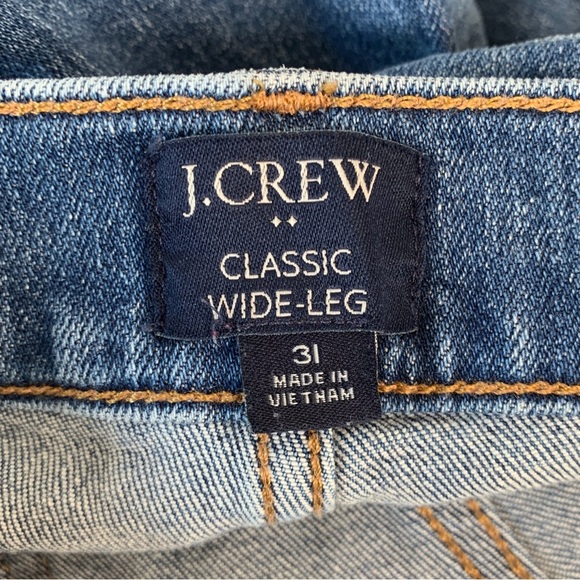 J.CREW
CLASSIC
WIDE-LEG
31
MADE IN
VIETNAM